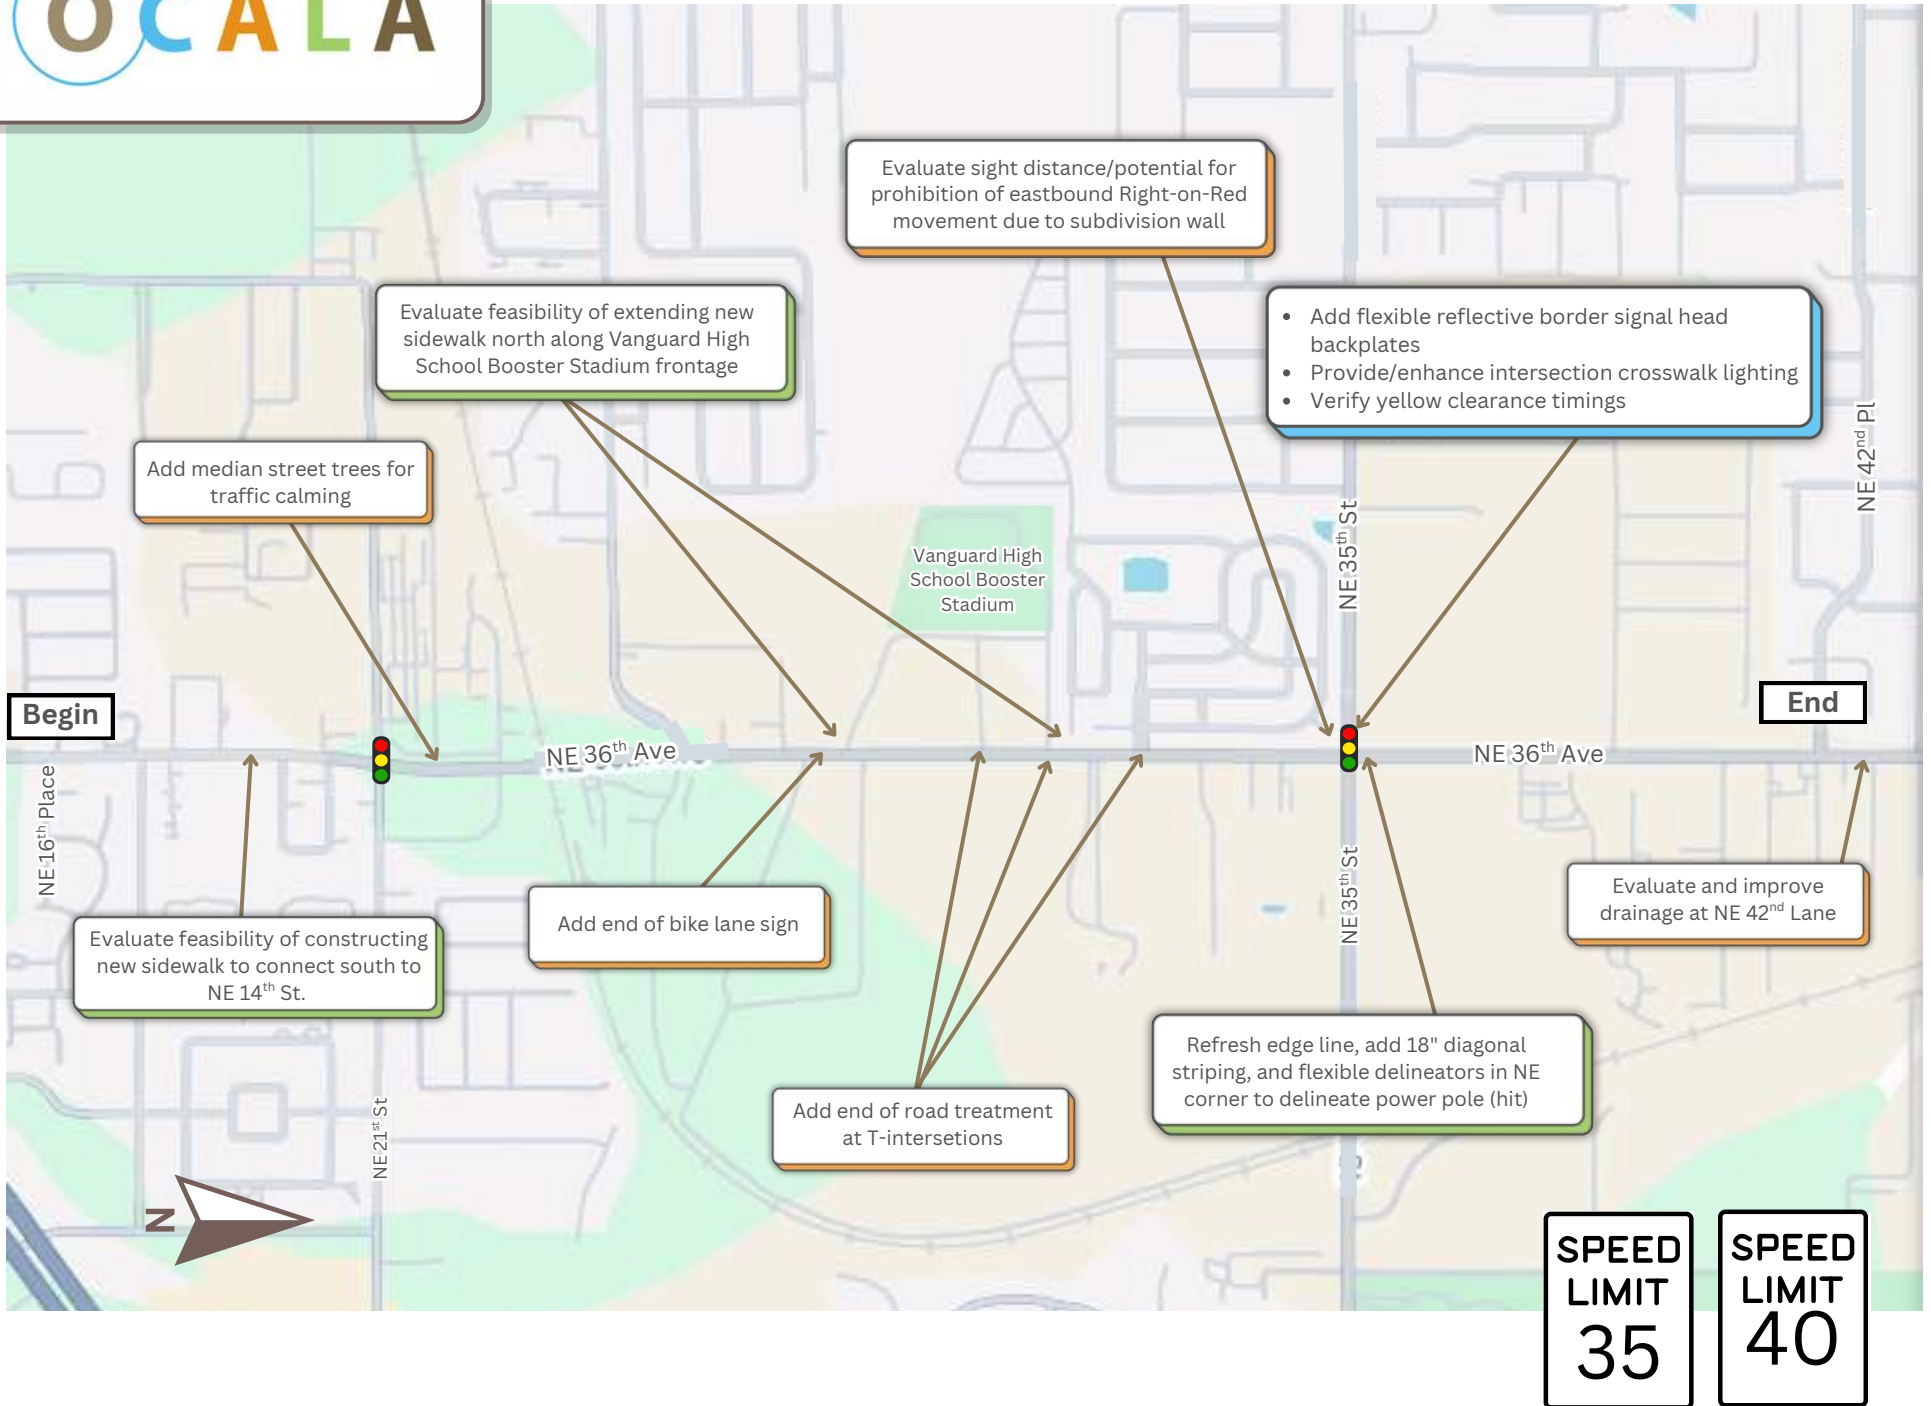 OCALA
Evaluate sight distance/potential for
prohibition of eastbound Right-on-Red
movement due to subdivision wall
Evaluate feasibility of extending new
sidewalk north along Vanguard High
School Booster Stadium frontage
• Add flexible reflective border signal head
backplates
• Provide/enhance intersection crosswalk lighting
• Verify yellow clearance timings
Add median street trees for
traffic calming
NE 42nd Pl
NE 35th St
Vanguard High
School Booster
Stadium
Begin
End
NE 36th Ave
NE 36th Ave
NE 16th Place
NE 35th St
Evaluate and improve
drainage at NE 42nd Lane
Add end of bike lane sign
Evaluate feasibility of constructing
new sidewalk to connect south to
NE 14th St.
Refresh edge line, add 18" diagonal
striping, and flexible delineators in NE
corner to delineate power pole (hit)
Add end of road treatment
at T-intersetions
NE 21st St
N
SPEED
LIMIT
35
SPEED
LIMIT
40